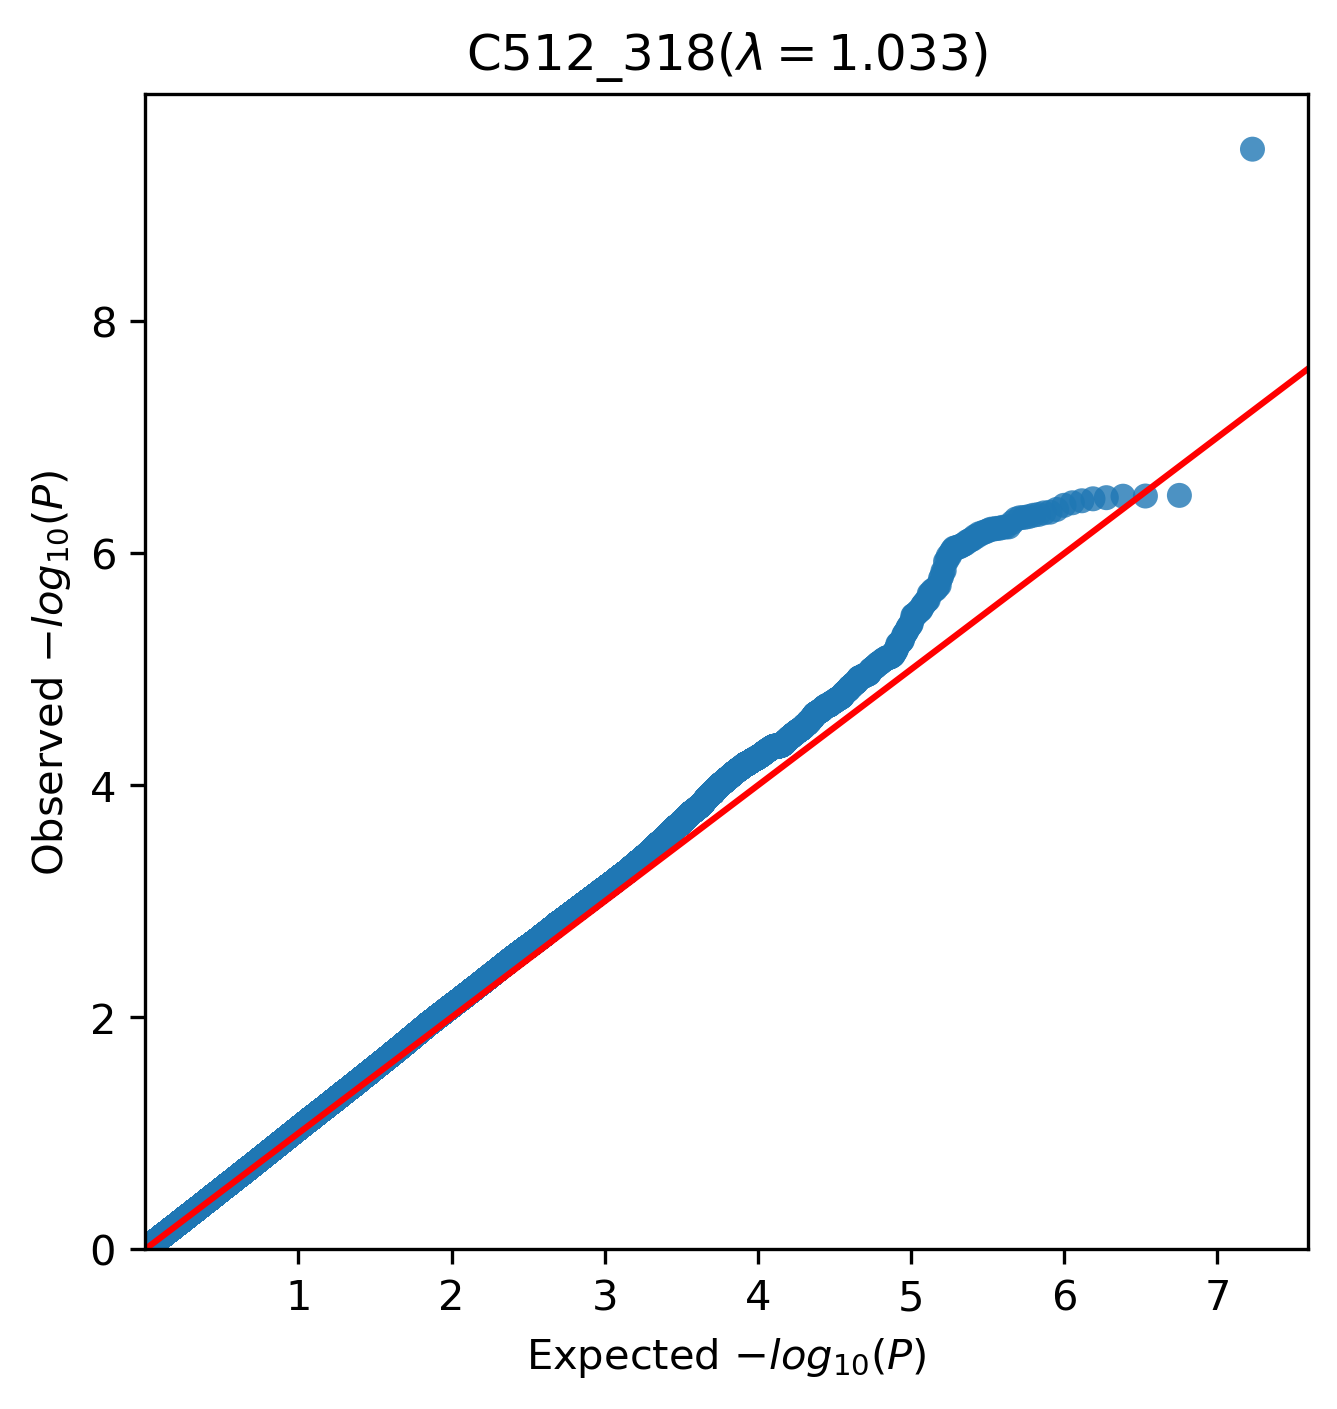 C512_318(λ = 1.033)
Observed −log₁₀(P)
8
6
4
2
0
1 2 3 4 5 6 7
Expected −log₁₀(P)